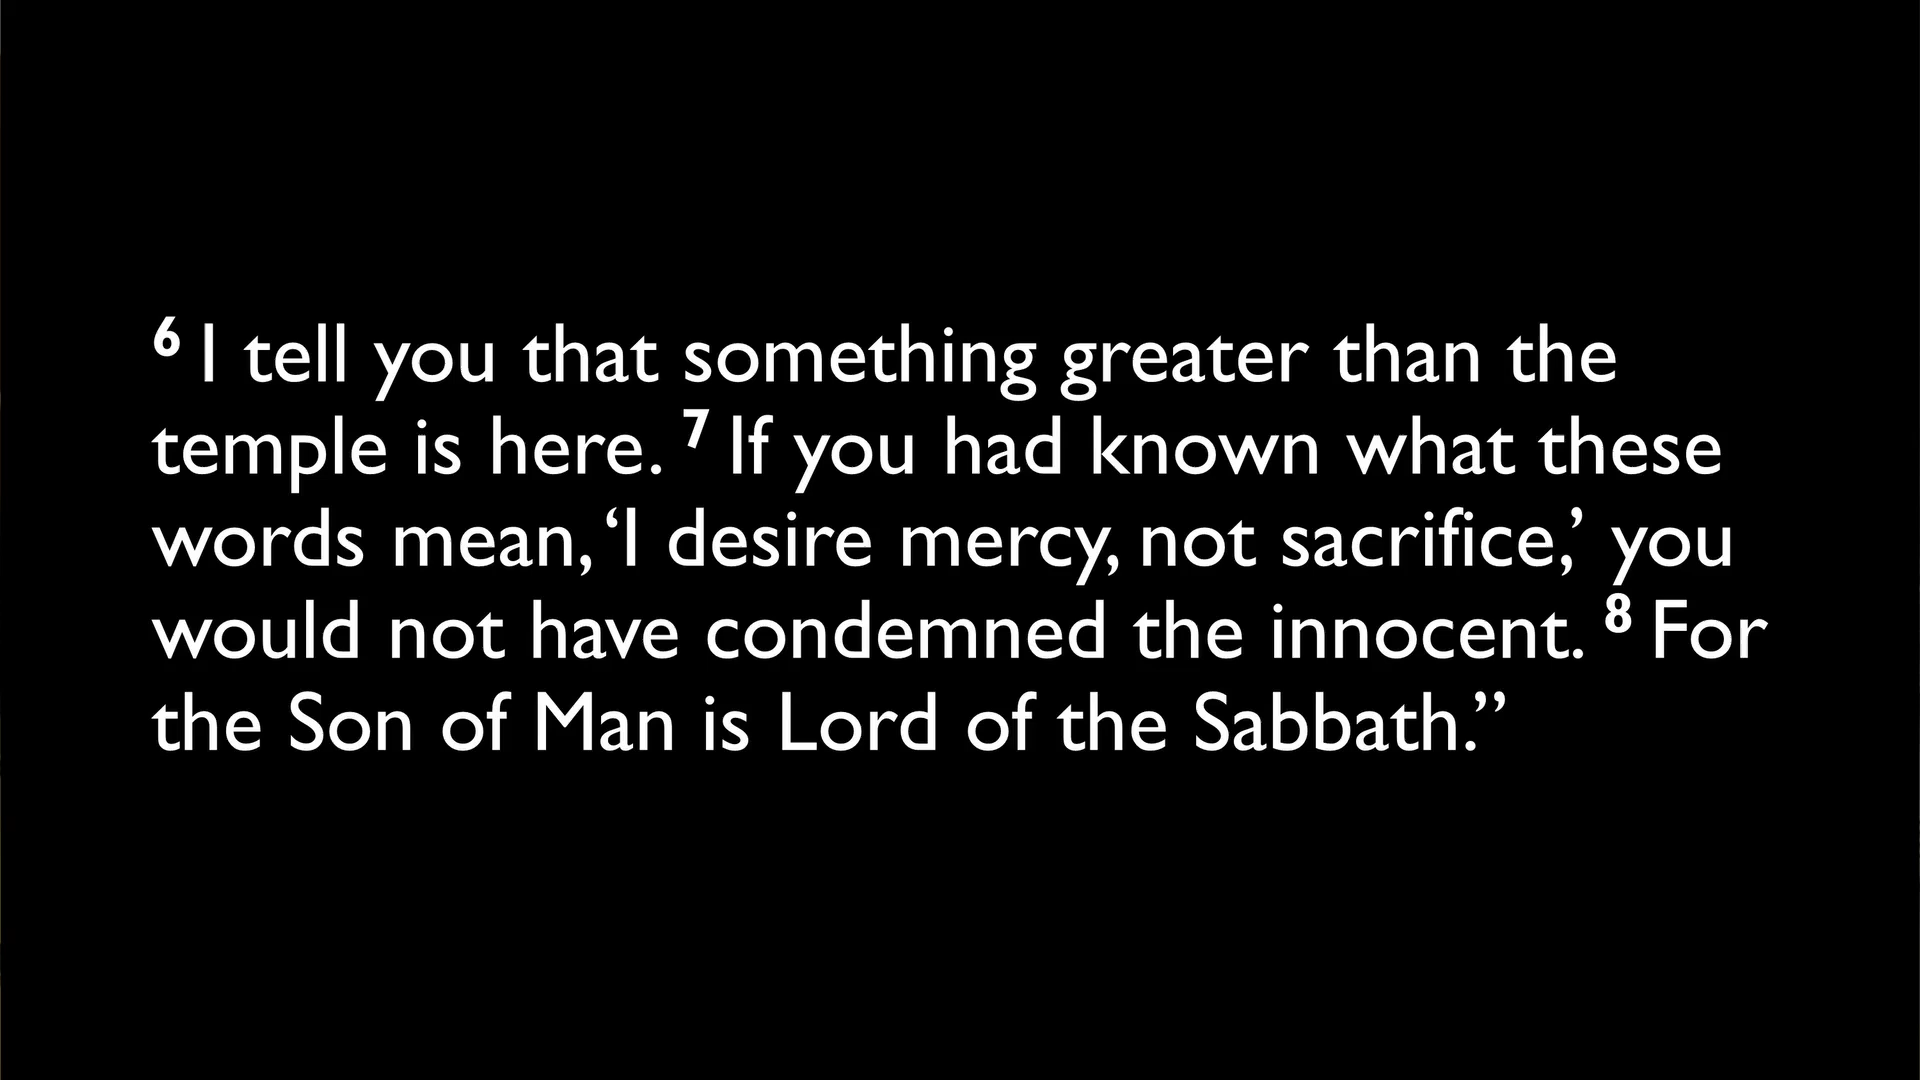 6 I tell you that something greater than the
temple is here. 7 If you had known what these
words mean, ‘I desire mercy, not sacrifice,’ you
would not have condemned the innocent. 8 For
the Son of Man is Lord of the Sabbath.”